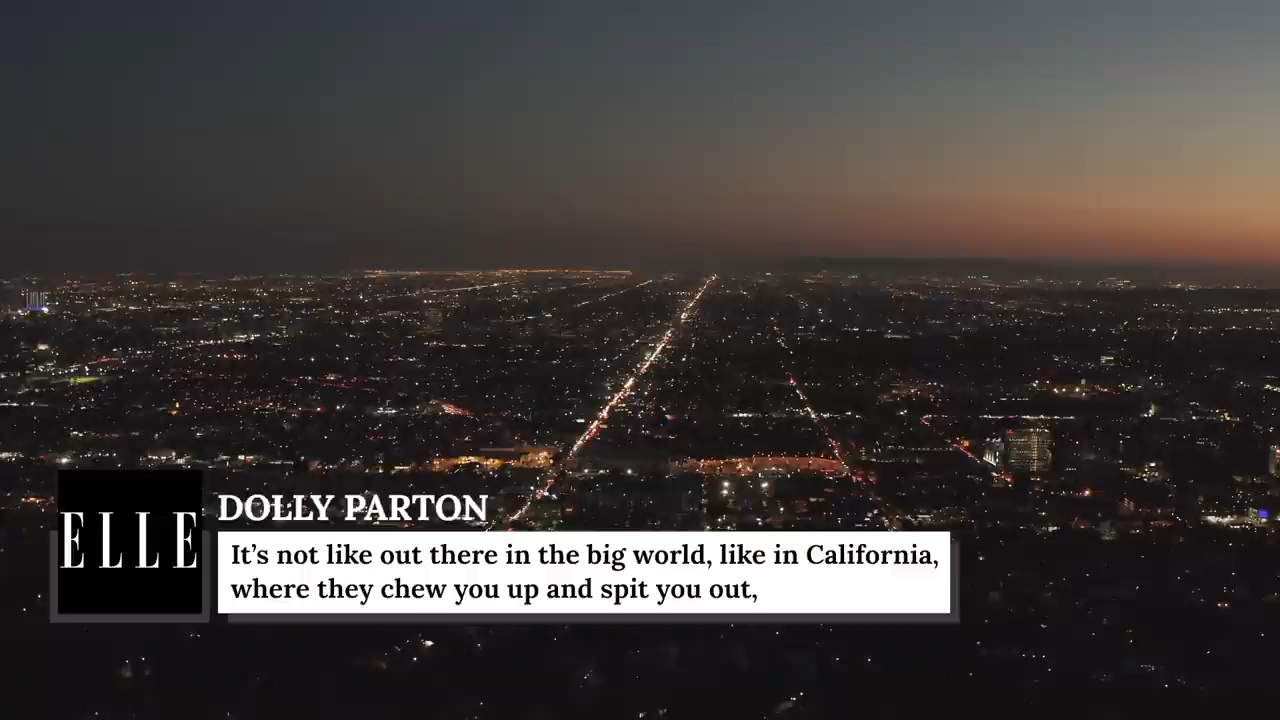 ELLE
DOLLY PARTON
It's not like out there in the big world, like in California,
where they chew you up and spit you out,